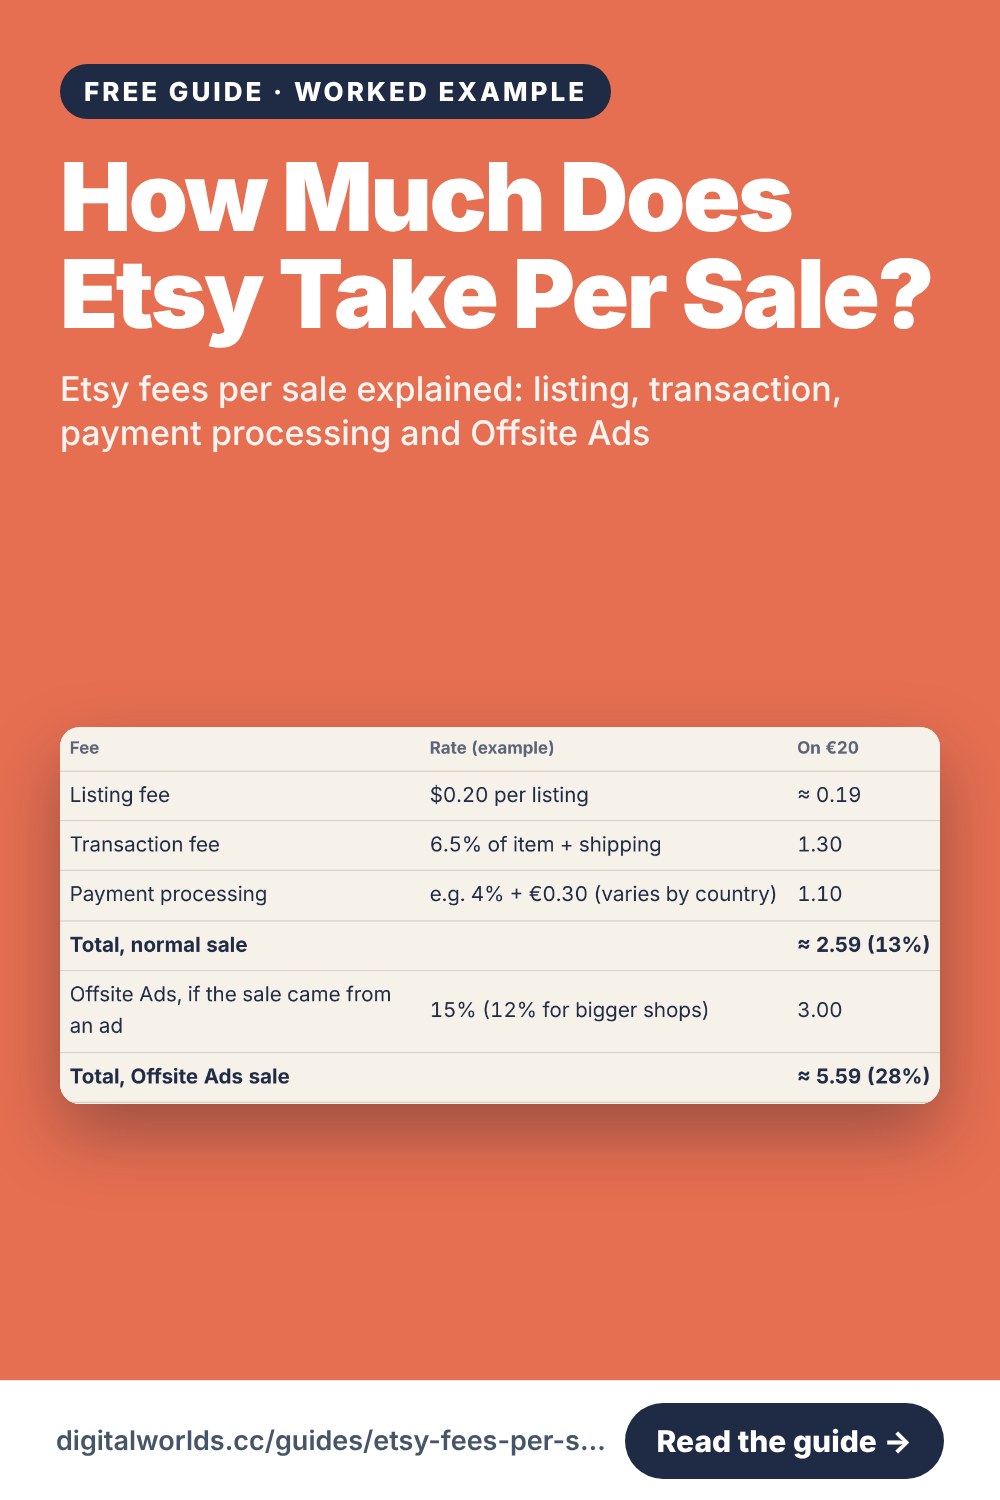 FREE GUIDE · WORKED EXAMPLE
How Much Does
Etsy Take Per Sale?
Etsy fees per sale explained: listing, transaction,
payment processing and Offsite Ads
Fee Rate (example) On €20
Listing fee $0.20 per listing ≈ 0.19
Transaction fee 6.5% of item + shipping 1.30
Payment processing e.g. 4% + €0.30 (varies by country) 1.10
Total, normal sale ≈ 2.59 (13%)
Offsite Ads, if the sale came from
an ad 15% (12% for bigger shops) 3.00
Total, Offsite Ads sale ≈ 5.59 (28%)
digitalworlds.cc/guides/etsy-fees-per-s... Read the guide →